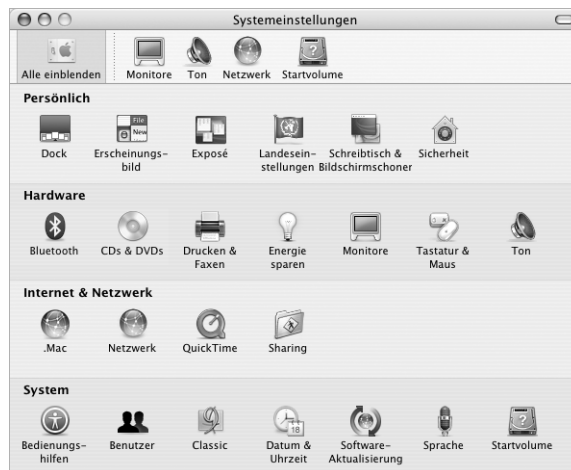 Systemeinstellungen
Alle einblenden Monitore Ton Netzwerk Startvolume
Persönlich
Dock Erscheinungs-
bild Exposé Landesein-
stellungen Schreibtisch &
Bildschirmschoner Sicherheit
Hardware
Bluetooth CDs & DVDs Drucken &
Faxen Energie
sparen Monitore Tastatur &
Maus Ton
Internet & Netzwerk
.Mac Netzwerk QuickTime Sharing
System
Bedienungs-
hilfen Benutzer Classic Datum &
Uhrzeit Software-
Aktualisierung Sprache Startvolume
File
New
18
?
?